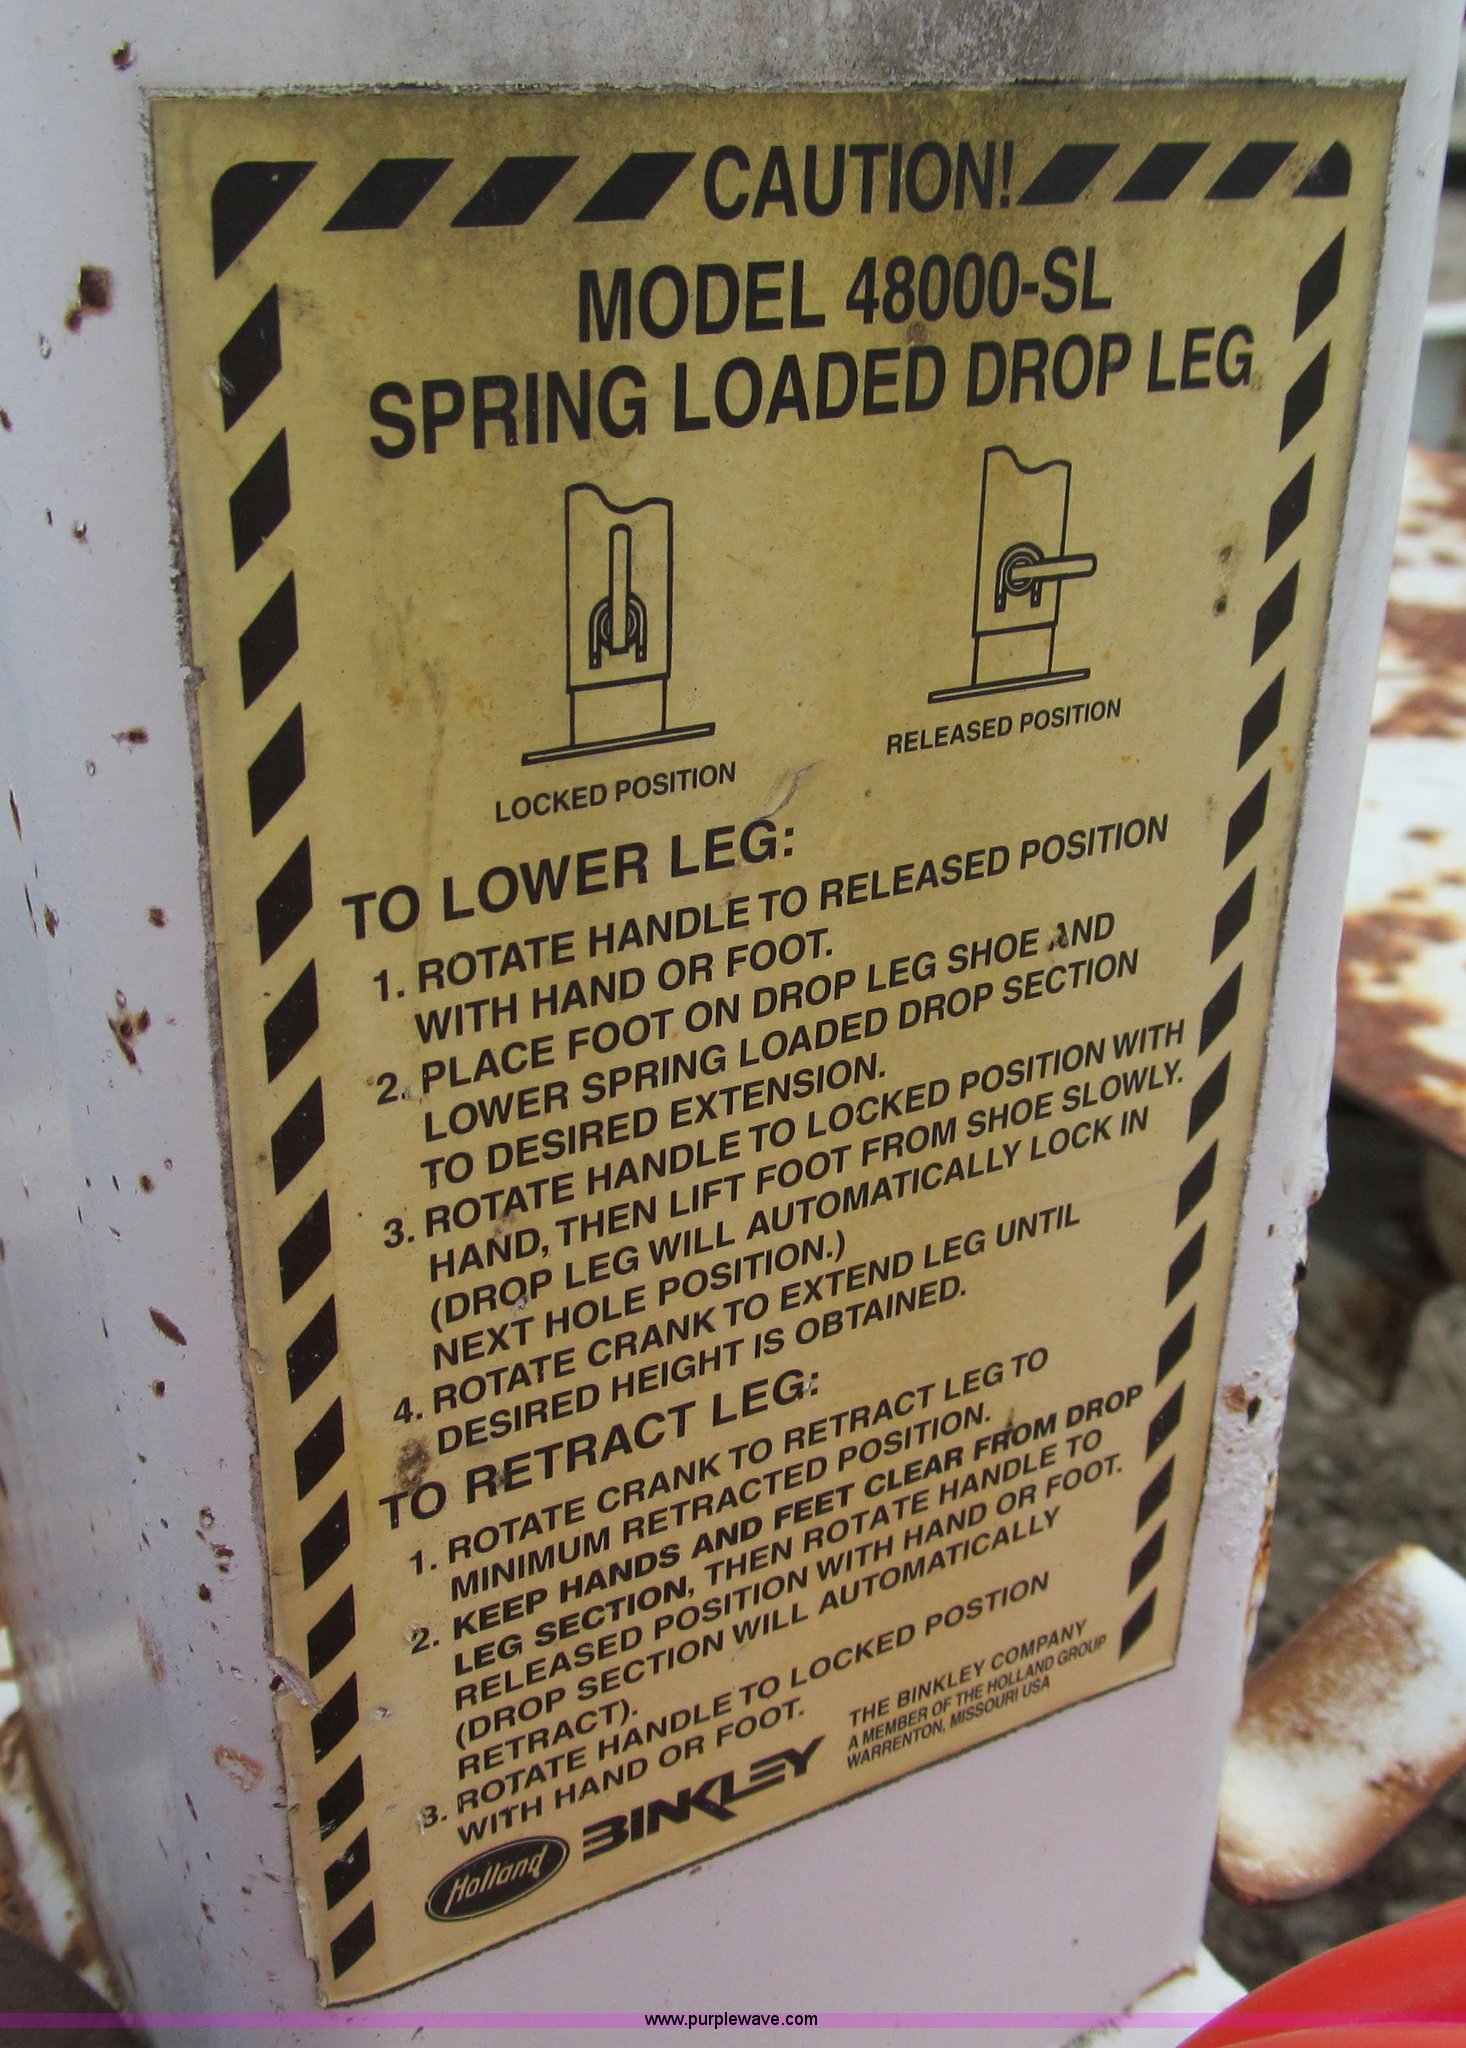 CAUTION!
MODEL 48000-SL
SPRING LOADED DROP LEG
LOCKED POSITION
RELEASED POSITION
TO LOWER LEG:
1. ROTATE HANDLE TO RELEASED POSITION
WITH HAND OR FOOT.
2. PLACE FOOT ON DROP LEG SHOE AND
LOWER SPRING LOADED DROP SECTION
TO DESIRED EXTENSION.
3. ROTATE HANDLE TO LOCKED POSITION WITH
HAND, THEN LIFT FOOT FROM SHOE SLOWLY.
(DROP LEG WILL AUTOMATICALLY LOCK IN
NEXT HOLE POSITION.)
4. ROTATE CRANK TO EXTEND LEG UNTIL
DESIRED HEIGHT IS OBTAINED.
TO RETRACT LEG:
1. ROTATE CRANK TO RETRACT LEG TO
MINIMUM RETRACTED POSITION.
2. KEEP HANDS AND FEET CLEAR FROM DROP
LEG SECTION, THEN ROTATE HANDLE TO
RELEASED POSITION WITH HAND OR FOOT.
(DROP SECTION WILL AUTOMATICALLY
RETRACT).
3. ROTATE HANDLE TO LOCKED POSTION
WITH HAND OR FOOT.
Holland
BINKLEY
THE BINKLEY COMPANY
A MEMBER OF THE HOLLAND GROUP
WARRENTON, MISSOURI USA
www.purplewave.com